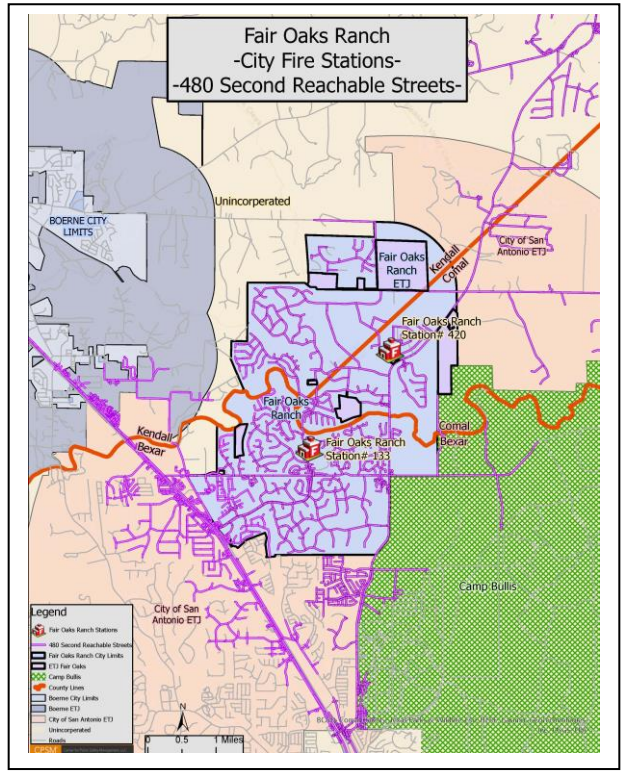 Fair Oaks Ranch
-City Fire Stations-
-480 Second Reachable Streets-
Unincorperated
BOERNE CITY
LIMITS
City of San
Antonio ETJ
Fair Oaks
Ranch
ETJ
Kendall
Comal
Fair Oaks Ranch
Station# 420
Fair Oaks
Ranch
Kendall
Bexar
Comal
Bexar
Fair Oaks Ranch
Station# 133
Camp Bullis
City of San
Antonio ETJ
Legend
Fair Oaks Ranch Stations
480 Second Reachable Streets
Fair Oaks Ranch City Limits
ETJ Fair Oaks
Camp Bullis
County Lines
Boerne City Limits
Boerne ETJ
City of San Antonio ETJ
Unincorporated
Roads
CPSM
N
0 0.5 1 Miles